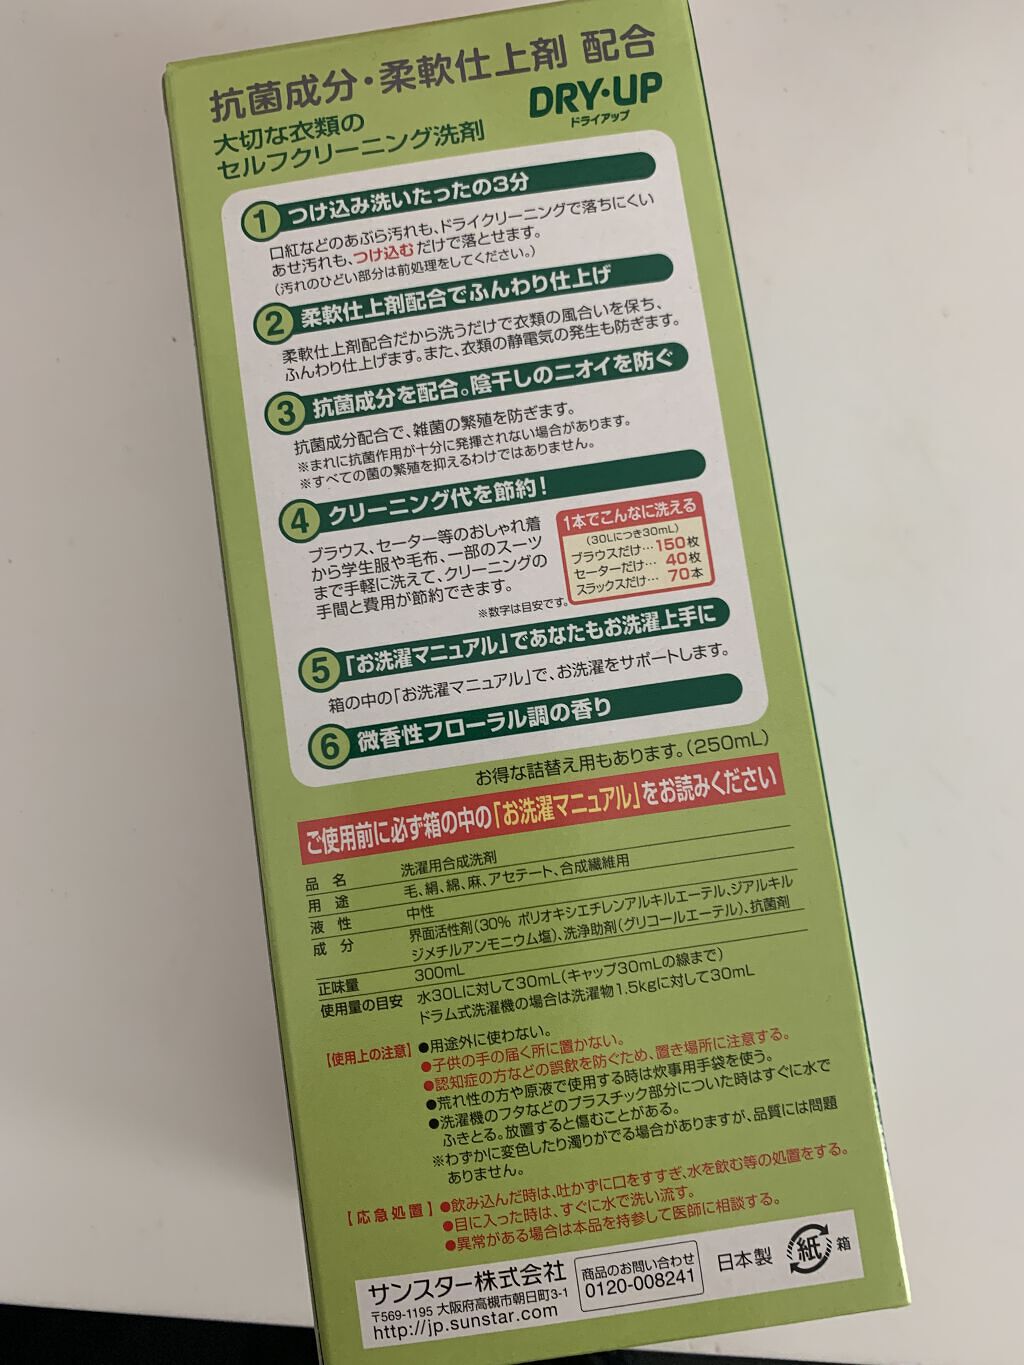 抗菌成分・柔軟仕上剤 配合
大切な衣類の
セルフクリーニング洗剤
DRY・UP
ドライアップ
1 つけ込み洗いたったの3分
口紅などのあぶら汚れも、ドライクリーニングで落ちにくい
あせ汚れも、つけ込むだけで落とせます。
(汚れのひどい部分は前処理をしてください。)
2 柔軟仕上剤配合でふんわり仕上げ
柔軟仕上剤配合だから洗うだけで衣類の風合いを保ち、
ふんわり仕上げます。また、衣類の静電気の発生も防ぎます。
3 抗菌成分を配合。陰干しのニオイを防ぐ
抗菌成分配合で、雑菌の繁殖を防ぎます。
※まれに抗菌作用が十分に発揮されない場合があります。
※すべての菌の繁殖を抑えるわけではありません。
4 クリーニング代を節約!
ブラウス、セーター等のおしゃれ着
から学生服や毛布、一部のスーツ
まで手軽に洗えて、クリーニングの
手間と費用が節約できます。
1本でこんなに洗える
(30Lにつき30mL)
ブラウスだけ…150枚
セーターだけ… 40枚
スラックスだけ… 70本
※数字は目安です。
5 「お洗濯マニュアル」であなたもお洗濯上手に
箱の中の「お洗濯マニュアル」で、お洗濯をサポートします。
6 微香性フローラル調の香り
お得な詰替え用もあります。(250mL)
ご使用前に必ず箱の中の「お洗濯マニュアル」をお読みください
品 名 洗濯用合成洗剤
用 途 毛、絹、綿、麻、アセテート、合成繊維用
液 性 中性
成 分 界面活性剤(30% ポリオキシエチレンアルキルエーテル、ジアルキル
ジメチルアンモニウム塩)、洗浄助剤(グリコールエーテル)、抗菌剤
正味量 300mL
使用量の目安 水30Lに対して30mL(キャップ30mLの線まで)
ドラム式洗濯機の場合は洗濯物1.5kgに対して30mL
【使用上の注意】●用途外に使わない。
●子供の手の届く所に置かない。
●認知症の方などの誤飲を防ぐため、置き場所に注意する。
●荒れ性の方や原液で使用する時は炊事用手袋を使う。
●洗濯機のフタなどのプラスチック部分についた時はすぐに水で
ふきとる。放置すると傷むことがある。
※わずかに変色したり濁りがでる場合がありますが、品質には問題
ありません。
【応急処置】●飲み込んだ時は、吐かずに口をすすぎ、水を飲む等の処置をする。
●目に入った時は、すぐに水で洗い流す。
●異常がある場合は本品を持参して医師に相談する。
サンスター株式会社
〒569-1195 大阪府高槻市朝日町3-1
http://jp.sunstar.com
商品のお問い合わせ
0120-008241
日本製
紙 箱